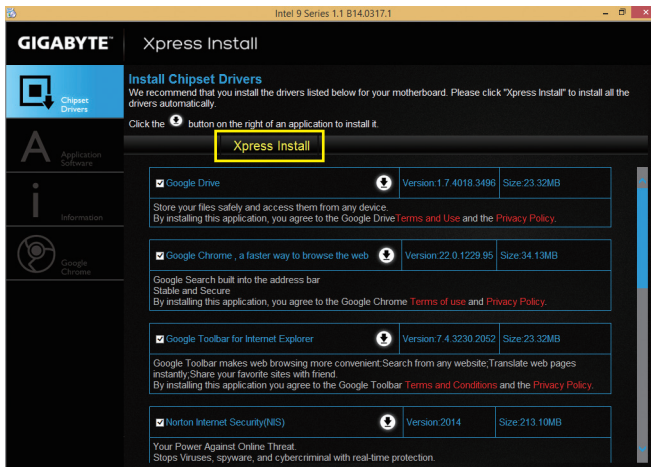 Intel 9 Series 1.1 B14.0317.1
GIGABYTE™
Xpress Install
Chipset
Drivers
Application
Software
Information
Google
Chrome
Install Chipset Drivers
We recommend that you install the drivers listed below for your motherboard. Please click "Xpress Install" to install all the
drivers automatically.
Click the button on the right of an application to install it.
Xpress Install
Google Drive Version:1.7.4018.3496 Size:23.32MB
Store your files safely and access them from any device.
By installing this application, you agree to the Google DriveTerms and Use and the Privacy Policy.
Google Chrome , a faster way to browse the web Version:22.0.1229.95 Size:34.13MB
Google Search built into the address bar
Stable and Secure
By installing this application, you agree to the Google Chrome Terms of use and Privacy Policy.
Google Toolbar for Internet Explorer Version:7.4.3230.2052 Size:23.32MB
Google Toolbar makes web browsing more convenient:Search from any website;Translate web pages
instantly;Share your favorite sites with friend.
By installing this application you agree to the Google Toolbar Terms and Conditions and the Privacy Policy.
Norton Internet Security(NIS) Version:2014 Size:213.10MB
Your Power Against Online Threat.
Stops Viruses, spyware, and cybercriminal with real-time protection.